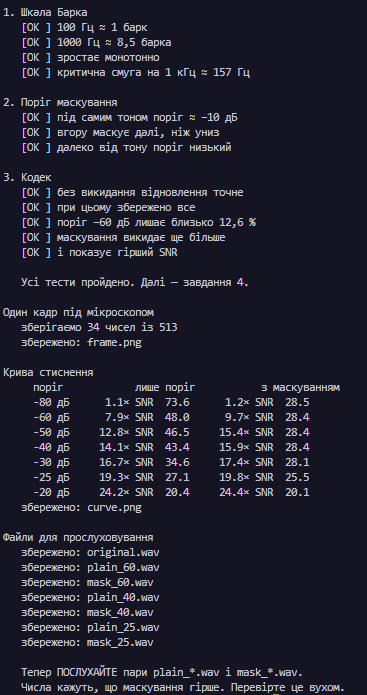 1. Шкала Барка
[OK ] 100 Гц ≈ 1 барк
[OK ] 1000 Гц ≈ 8,5 барка
[OK ] зростає монотонно
[OK ] критична смуга на 1 кГц ≈ 157 Гц
2. Поріг маскування
[OK ] під самим тоном поріг ≈ −10 дБ
[OK ] вгору маскує далі, ніж униз
[OK ] далеко від тону поріг низький
3. Кодек
[OK ] без викидання відновлення точне
[OK ] при цьому збережено все
[OK ] поріг −60 дБ лишає близько 12,6 %
[OK ] маскування викидає ще більше
[OK ] і показує гірший SNR
Усі тести пройдено. Далі — завдання 4.
Один кадр під мікроскопом
зберігаємо 34 чисел із 513
збережено: frame.png
Крива стиснення
поріг лише поріг з маскуванням
-80 дБ 1.1× SNR 73.6 1.2× SNR 28.5
-60 дБ 7.9× SNR 48.0 9.7× SNR 28.4
-50 дБ 12.8× SNR 46.5 15.4× SNR 28.4
-40 дБ 14.1× SNR 43.4 15.9× SNR 28.4
-30 дБ 16.7× SNR 34.6 17.4× SNR 28.1
-25 дБ 19.3× SNR 27.1 19.8× SNR 25.5
-20 дБ 24.2× SNR 20.4 24.4× SNR 20.1
збережено: curve.png
Файли для прослуховування
збережено: original.wav
збережено: plain_60.wav
збережено: mask_60.wav
збережено: plain_40.wav
збережено: mask_40.wav
збережено: plain_25.wav
збережено: mask_25.wav
Тепер ПОСЛУХАЙТЕ пари plain_*.wav і mask_*.wav.
Числа кажуть, що маскування гірше. Перевірте це вухом.